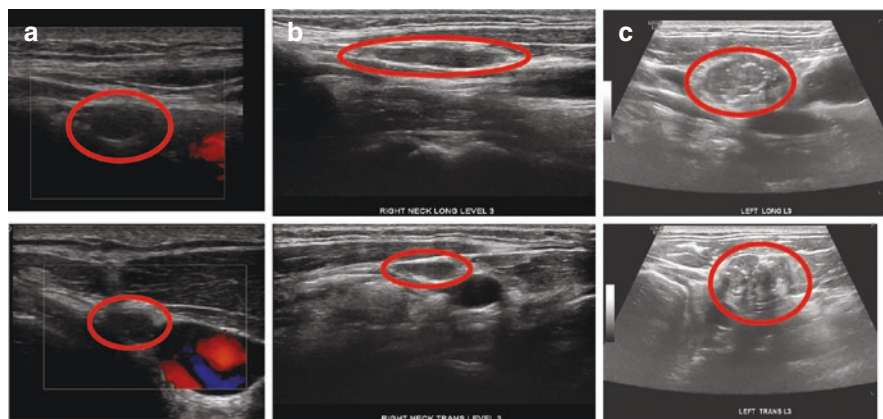 a
b
c
RIGHT NECK LONG LEVEL 3
LEFT LONG L3
RIGHT NECK TRANS LEVEL 3
LEFT TRANS L3